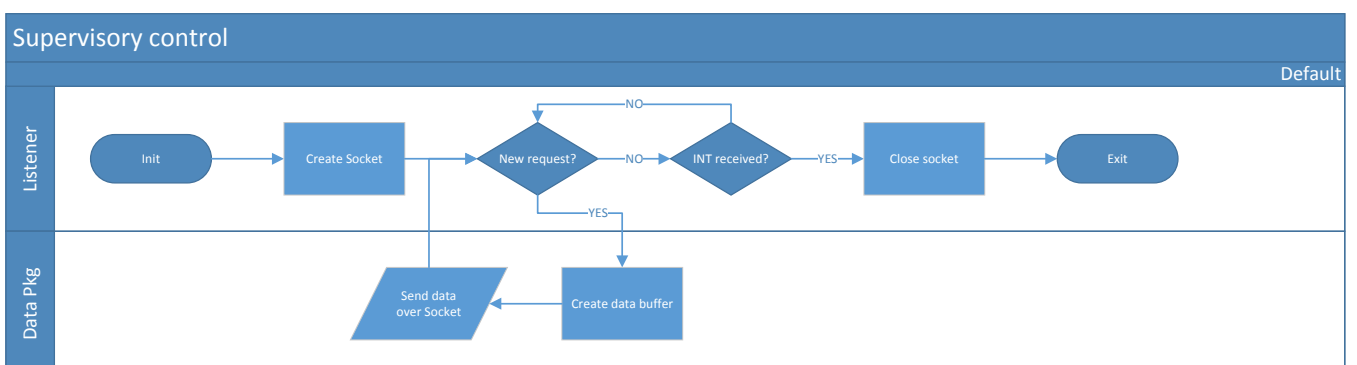 Supervisory control
Default
Listener
Init
Create Socket
New request?
NO
NO
INT received?
YES
Close socket
Exit
YES
Data Pkg
Send data
over Socket
Create data buffer